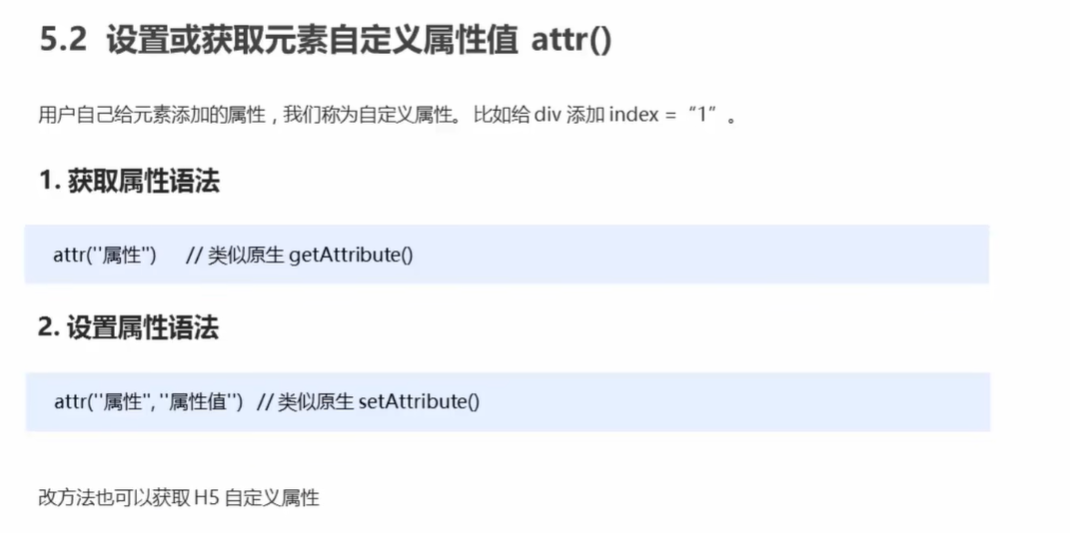 5.2 设置或获取元素自定义属性值 attr()
用户自己给元素添加的属性，我们称为自定义属性。 比如给 div 添加 index = “1”。
1. 获取属性语法
attr(''属性'') // 类似原生 getAttribute()
2. 设置属性语法
attr(''属性'', ''属性值'') // 类似原生 setAttribute()
改方法也可以获取 H5 自定义属性